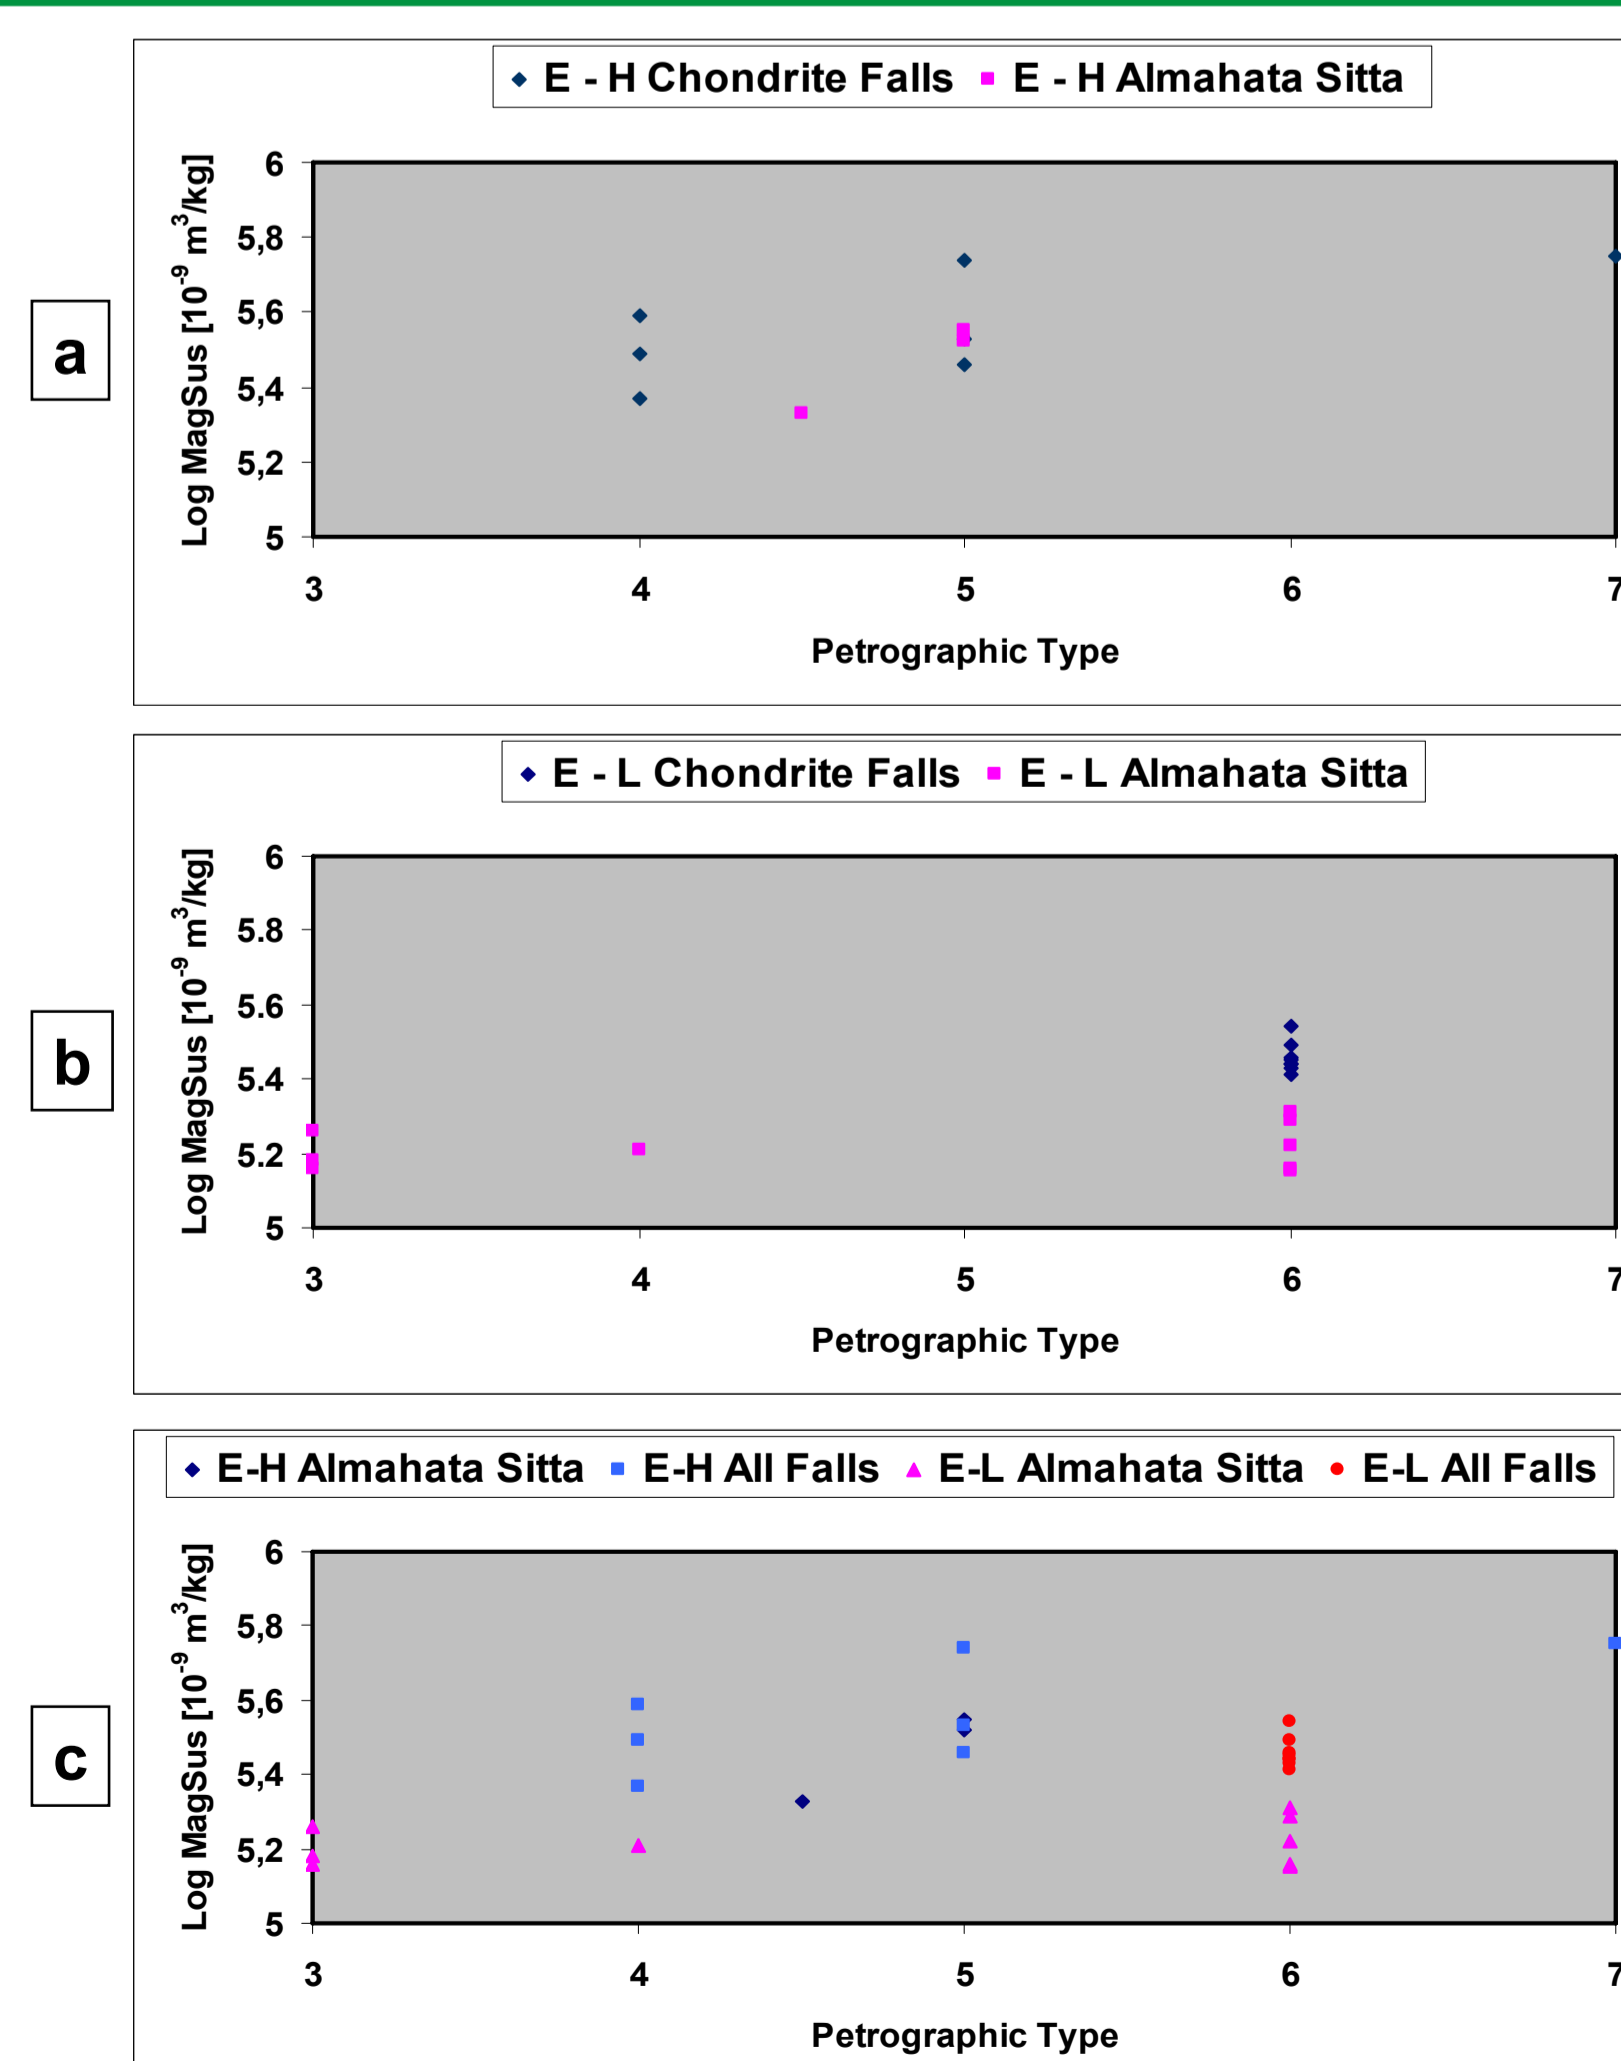 E - H Chondrite Falls E - H Almahata Sitta
Log MagSus [10⁻⁹ m³/kg]
6
5,8
5,6
5,4
5,2
5
3 4 5 6 7
Petrographic Type
a
E - L Chondrite Falls E - L Almahata Sitta
Log MagSus [10⁻⁹ m³/kg]
6
5.8
5.6
5.4
5.2
5
3 4 5 6 7
Petrographic Type
b
E-H Almahata Sitta E-H All Falls E-L Almahata Sitta E-L All Falls
Log MagSus [10⁻⁹ m³/kg]
6
5,8
5,6
5,4
5,2
5
3 4 5 6 7
Petrographic Type
c